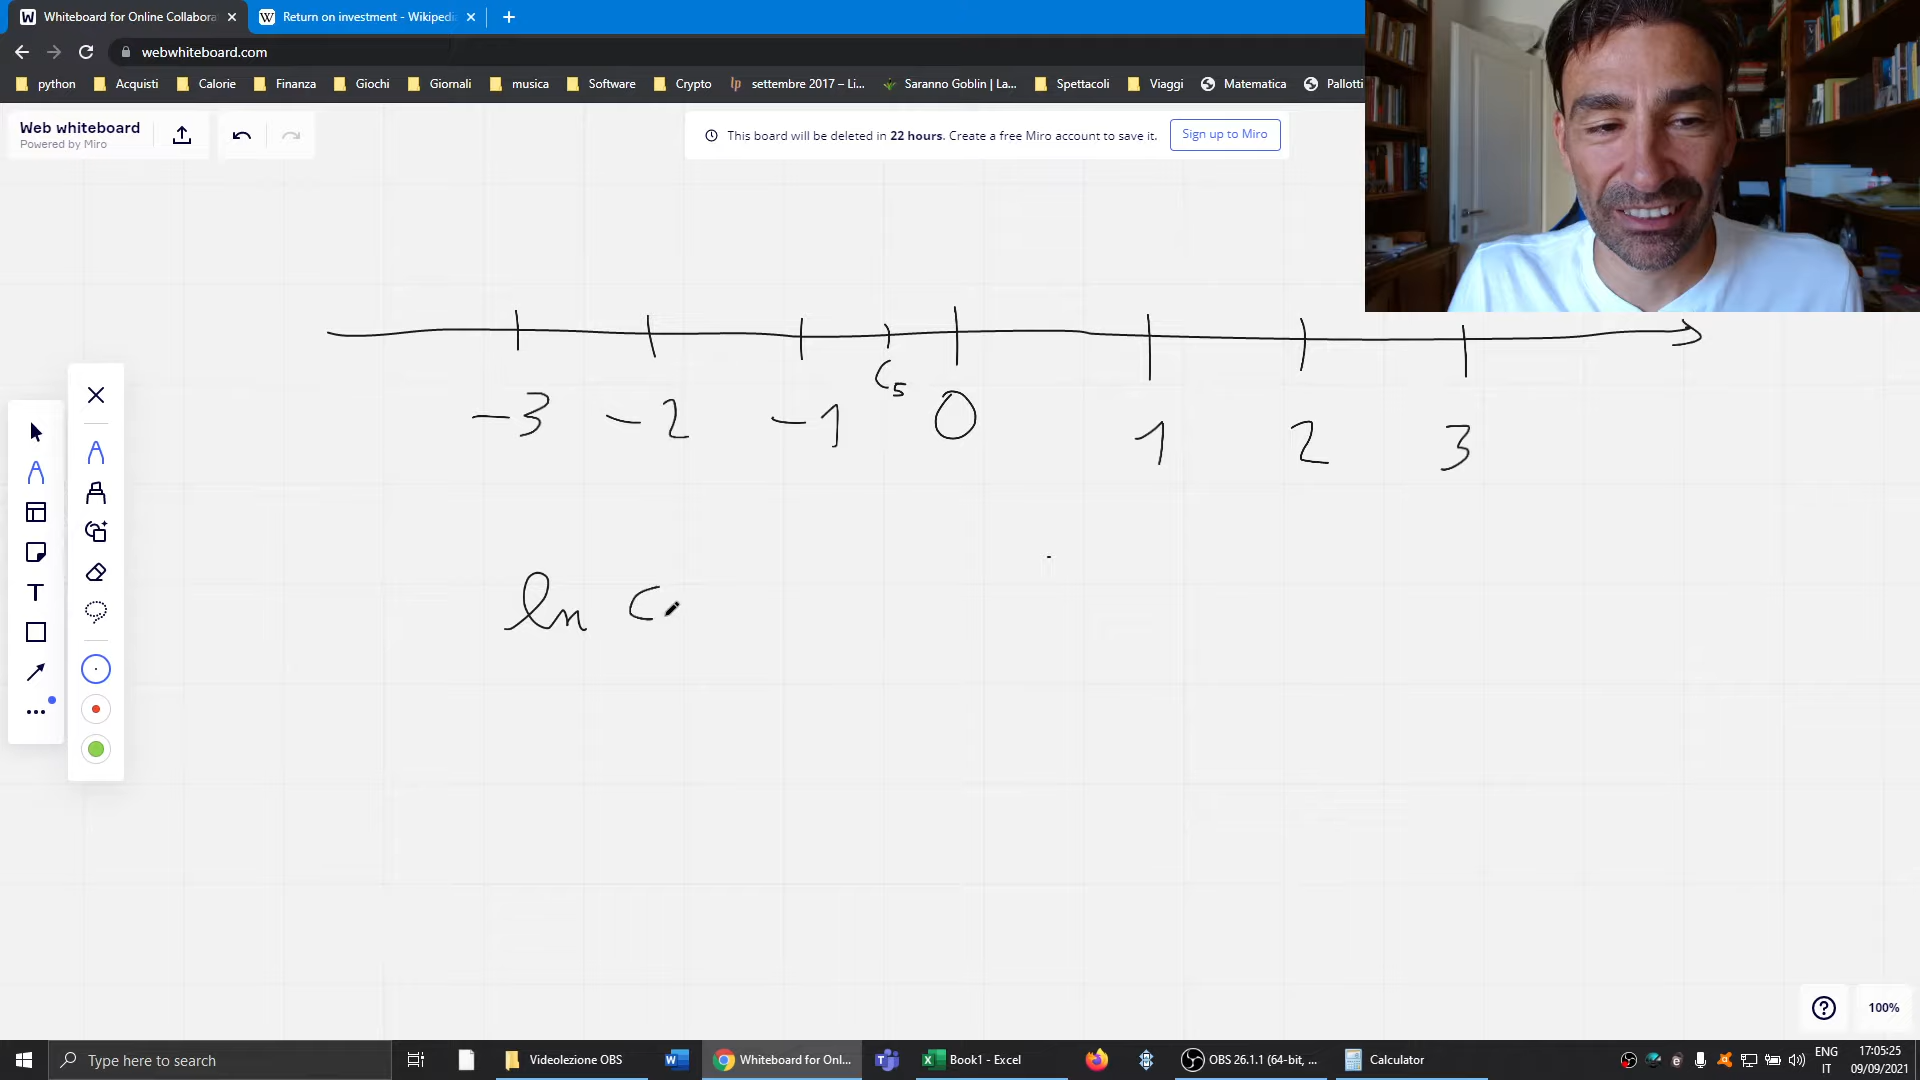 Whiteboard for Online Collabora
Return on investment - Wikipedi
webwhiteboard.com
python Acquisti Calorie Finanza Giochi Giornali musica Software Crypto settembre 2017 – Li... Saranno Goblin | La... Spettacoli Viaggi Matematica Pallotti
Web whiteboard
Powered by Miro
This board will be deleted in 22 hours. Create a free Miro account to save it. Sign up to Miro
C5
-3 -2 -1 0 1 2 3
ln C
T
100%
Type here to search Videolezione OBS Whiteboard for Onl... Book1 - Excel OBS 26.1.1 (64-bit, ... Calculator
ENG
IT
17:05:25
09/09/2021